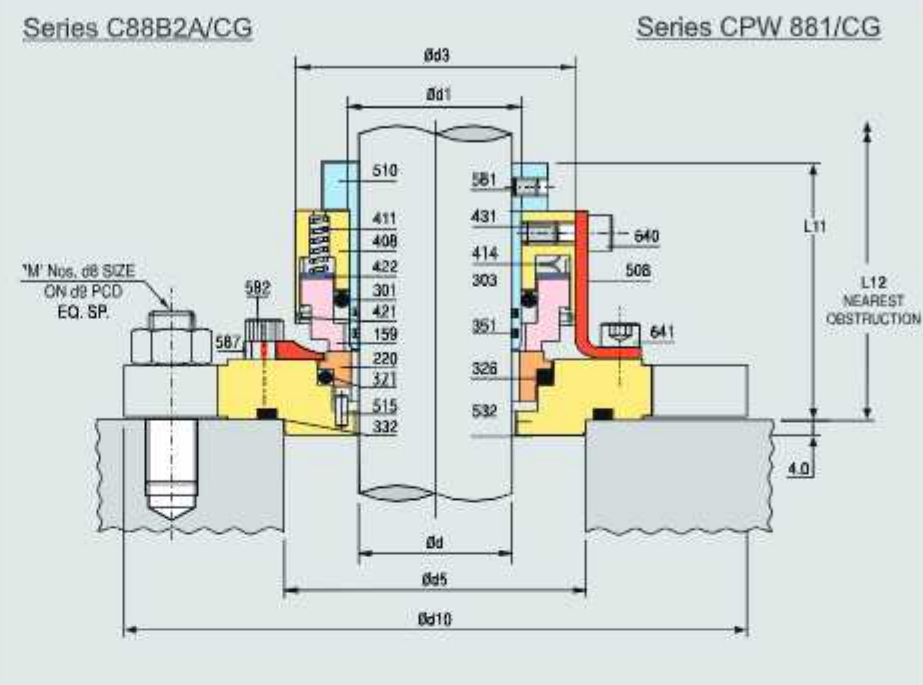 Series C88B2A/CG
Series CPW 881/CG
Ød3
Ød1
510
581
411
431
408
640
414
422
303
508
L11
L12
NEAREST
OBSTRUCTION
'M' Nos. d8 SIZE
ON d9 PCD
EQ. SP.
582
301
421
351
587
159
641
220
321
326
515
532
332
4.0
Ød
Ød5
Ød10